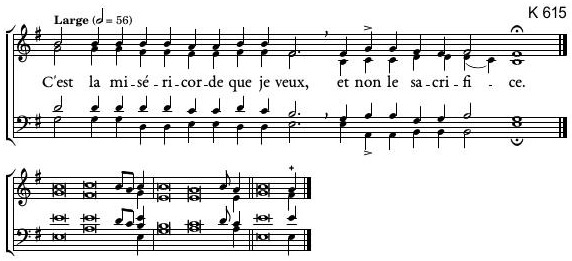 K 615
Large (𝅗𝅥 = 56)
C'est la mi-sé-ri-cor-de que je veux, et non le sa-cri-fi-ce.